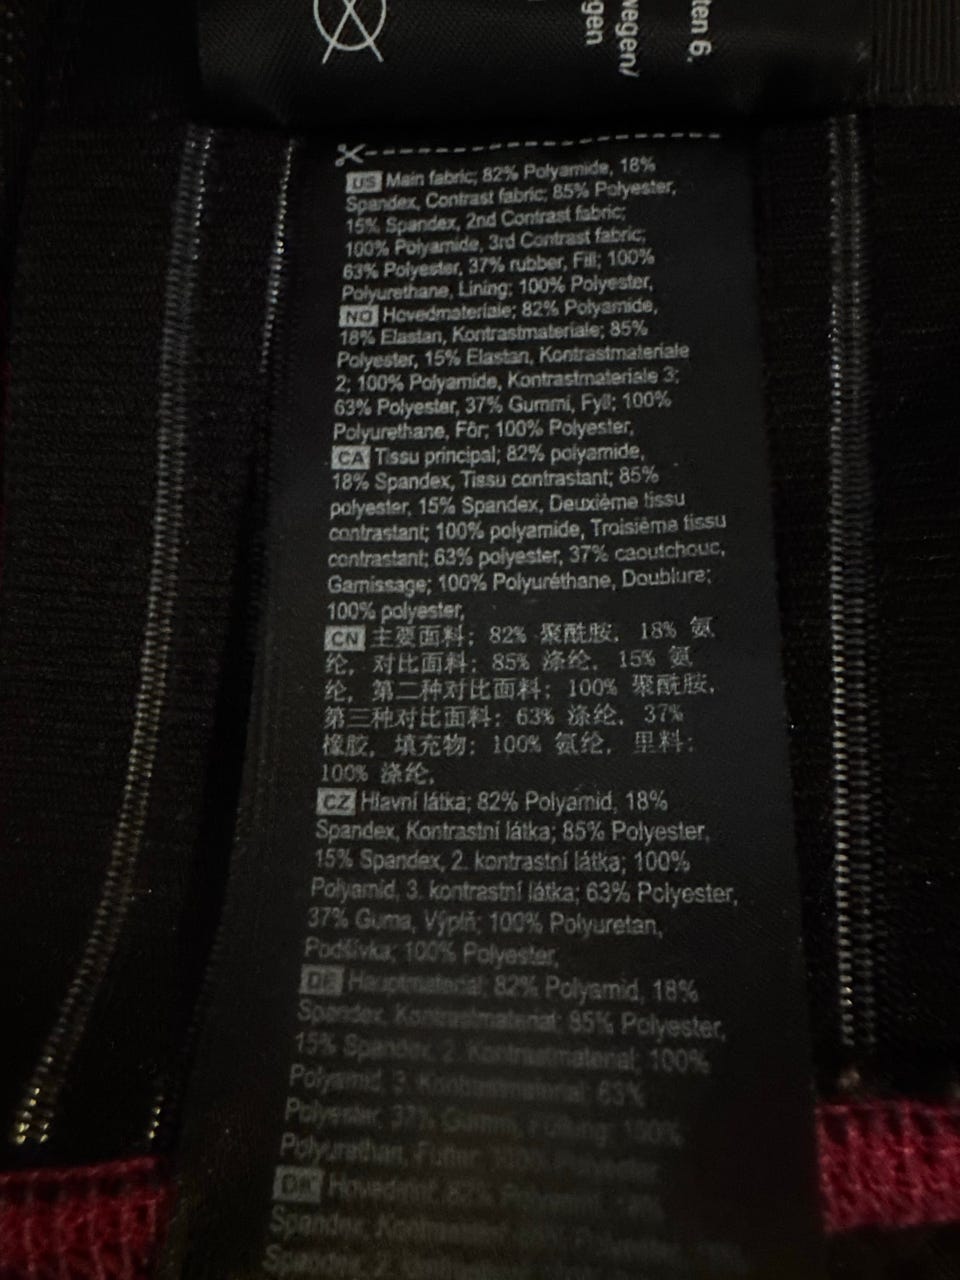 ten 6.
wegen/
gen
US Main fabric; 82% Polyamide, 18%
Spandex, Contrast fabric; 85% Polyester,
15% Spandex, 2nd Contrast fabric;
100% Polyamide, 3rd Contrast fabric;
63% Polyester, 37% rubber, Fill; 100%
Polyurethane, Lining; 100% Polyester,
NO Hovedmateriale; 82% Polyamide,
18% Elastan, Kontrastmateriale; 85%
Polyester, 15% Elastan, Kontrastmateriale
2; 100% Polyamide, Kontrastmateriale 3;
63% Polyester, 37% Gummi, Fyll; 100%
Polyurethane, Fôr; 100% Polyester,
CA Tissu principal; 82% polyamide,
18% Spandex, Tissu contrastant; 85%
polyester, 15% Spandex, Deuxième tissu
contrastant; 100% polyamide, Troisième tissu
contrastant; 63% polyester, 37% caoutchouc,
Garnissage; 100% Polyuréthane, Doublure;
100% polyester,
CN 主要面料; 82% 聚酰胺, 18% 氨
纶, 对比面料; 85% 涤纶, 15% 氨
纶, 第二种对比面料; 100% 聚酰胺,
第三种对比面料; 63% 涤纶, 37%
橡胶, 填充物; 100% 氨纶, 里料;
100% 涤纶,
CZ Hlavní látka; 82% Polyamid, 18%
Spandex, Kontrastní látka; 85% Polyester,
15% Spandex, 2. kontrastní látka; 100%
Polyamid, 3. kontrastní látka; 63% Polyester,
37% Guma, Výplň; 100% Polyuretan,
Podšívka; 100% Polyester,
DE Hauptmaterial; 82% Polyamid, 18%
Spandex, Kontrastmaterial; 85% Polyester,
15% Spandex, 2. Kontrastmaterial; 100%
Polyamid, 3. Kontrastmaterial; 63%
Polyester, 37% Gummi, Füllung; 100%
Polyurethan, Futter; 100% Polyester
DK Hovedstof; 82%
Spandex,
Spandex, 2.